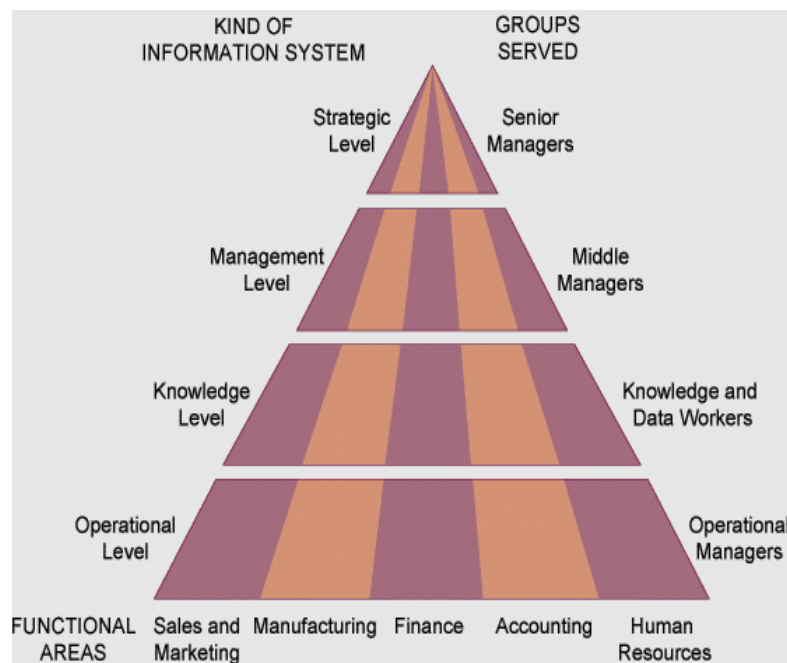 KIND OF
INFORMATION SYSTEM
GROUPS
SERVED
Strategic
Level
Senior
Managers
Management
Level
Middle
Managers
Knowledge
Level
Knowledge and
Data Workers
Operational
Level
Operational
Managers
FUNCTIONAL
AREAS
Sales and
Marketing
Manufacturing
Finance
Accounting
Human
Resources